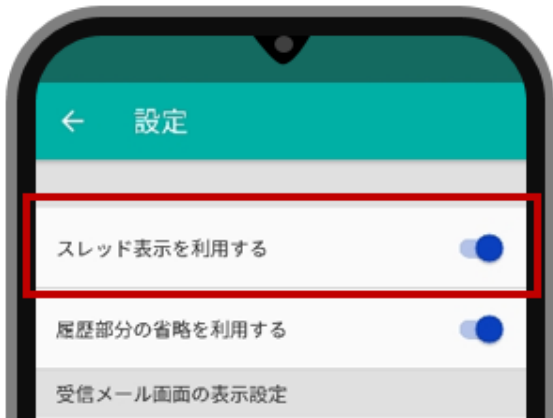 設定
スレッド表示を利用する
履歴部分の省略を利用する
受信メール画面の表示設定